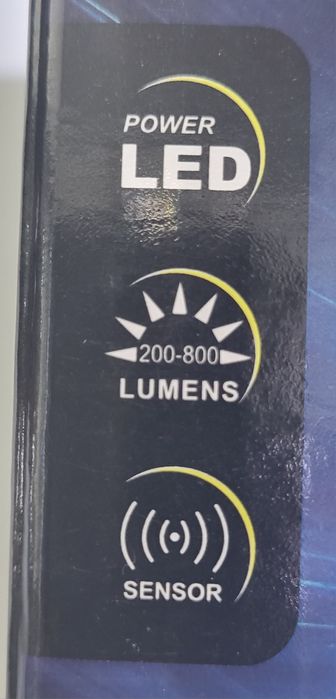 POWER
LED
200-800
LUMENS
SENSOR